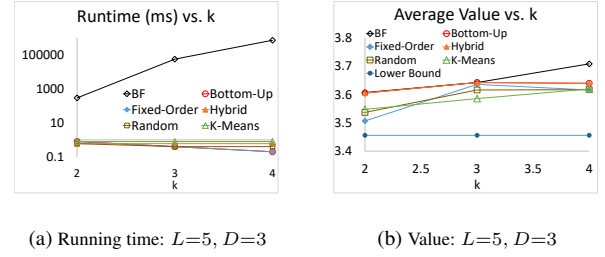 Runtime (ms) vs. k
100000
1000
10
0.1
BF
Bottom-Up
Fixed-Order
Hybrid
Random
K-Means
2 3 4
k
(a) Running time: L=5, D=3
Average Value vs. k
BF
Bottom-Up
Fixed-Order
Hybrid
Random
K-Means
Lower Bound
3.8
3.7
3.6
3.5
3.4
2 2.5 3 3.5 4
k
(b) Value: L=5, D=3